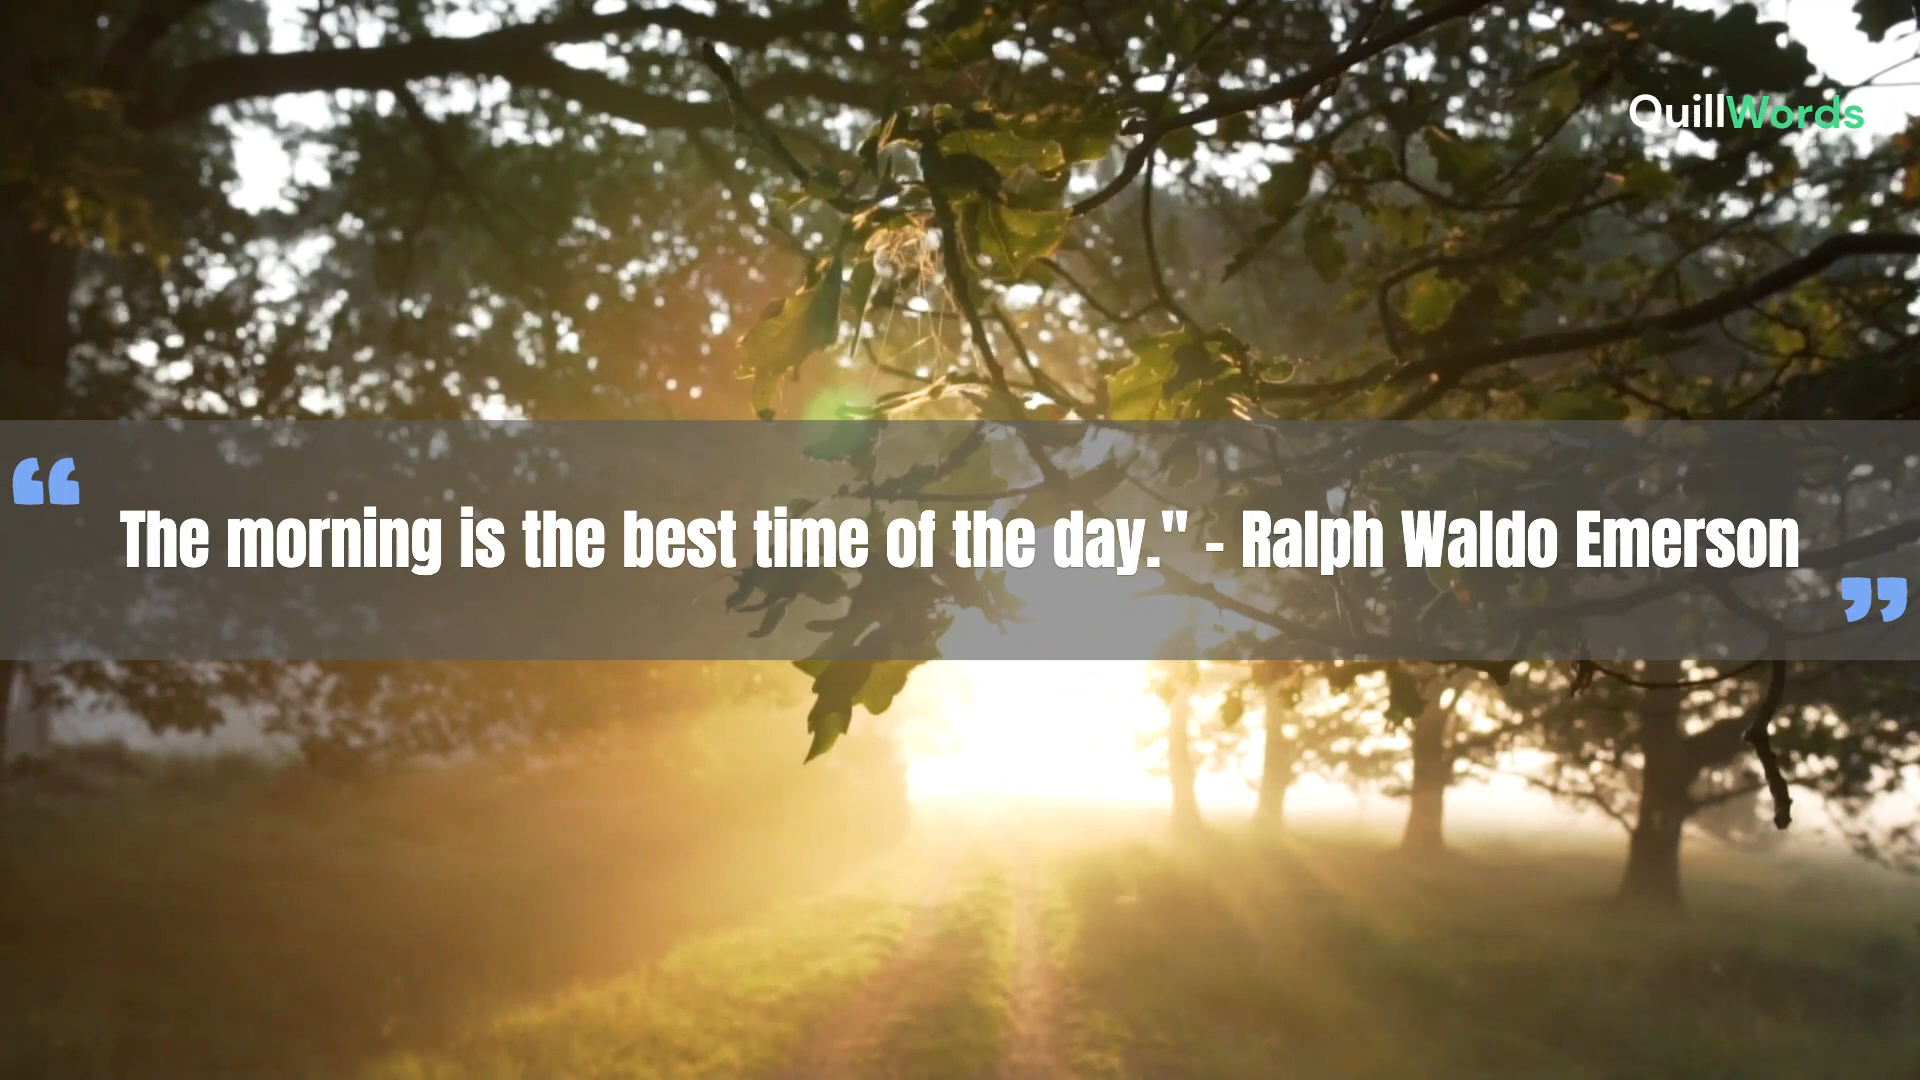 QuillWords
“
The morning is the best time of the day." - Ralph Waldo Emerson
”